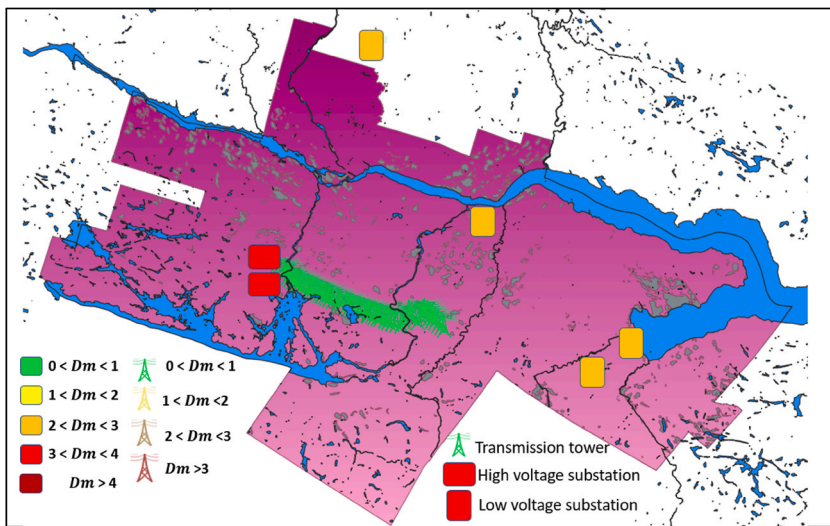 0 < Dm < 1
0 < Dm < 1
1 < Dm < 2
1 < Dm < 2
2 < Dm < 3
2 < Dm < 3
3 < Dm < 4
Dm > 3
Dm > 4
Transmission tower
High voltage substation
Low voltage substation